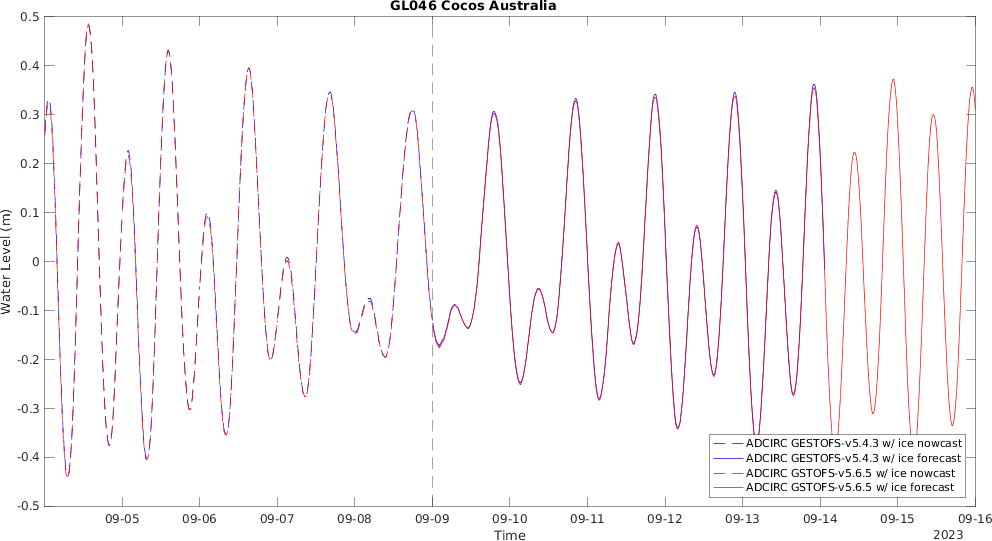 GL046 Cocos Australia
0.5
0.4
0.3
0.2
0.1
0
-0.1
-0.2
-0.3
-0.4
-0.5
Water Level (m)
ADCIRC GESTOFS-v5.4.3 w/ ice nowcast
ADCIRC GESTOFS-v5.4.3 w/ ice forecast
ADCIRC GSTOFS-v5.6.5 w/ ice nowcast
ADCIRC GSTOFS-v5.6.5 w/ ice forecast
09-05 09-06 09-07 09-08 09-09 09-10 09-11 09-12 09-13 09-14 09-15 09-16
Time
2023